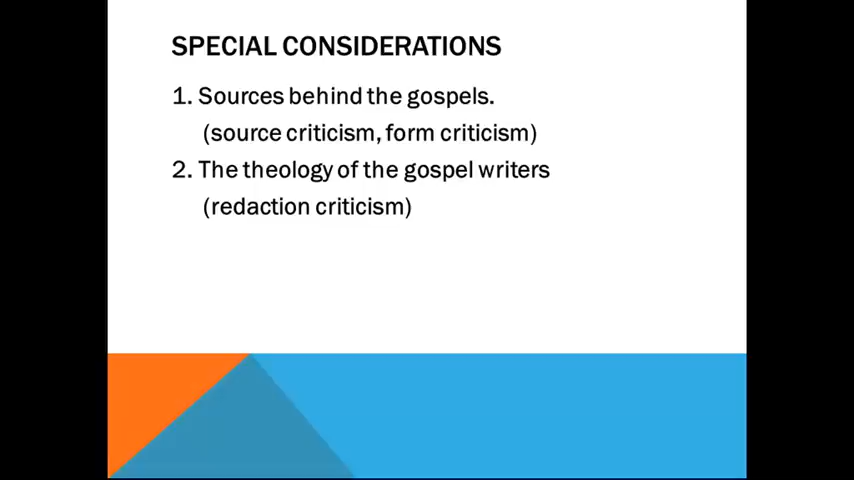 SPECIAL CONSIDERATIONS
1. Sources behind the gospels.
(source criticism, form criticism)
2. The theology of the gospel writers
(redaction criticism)